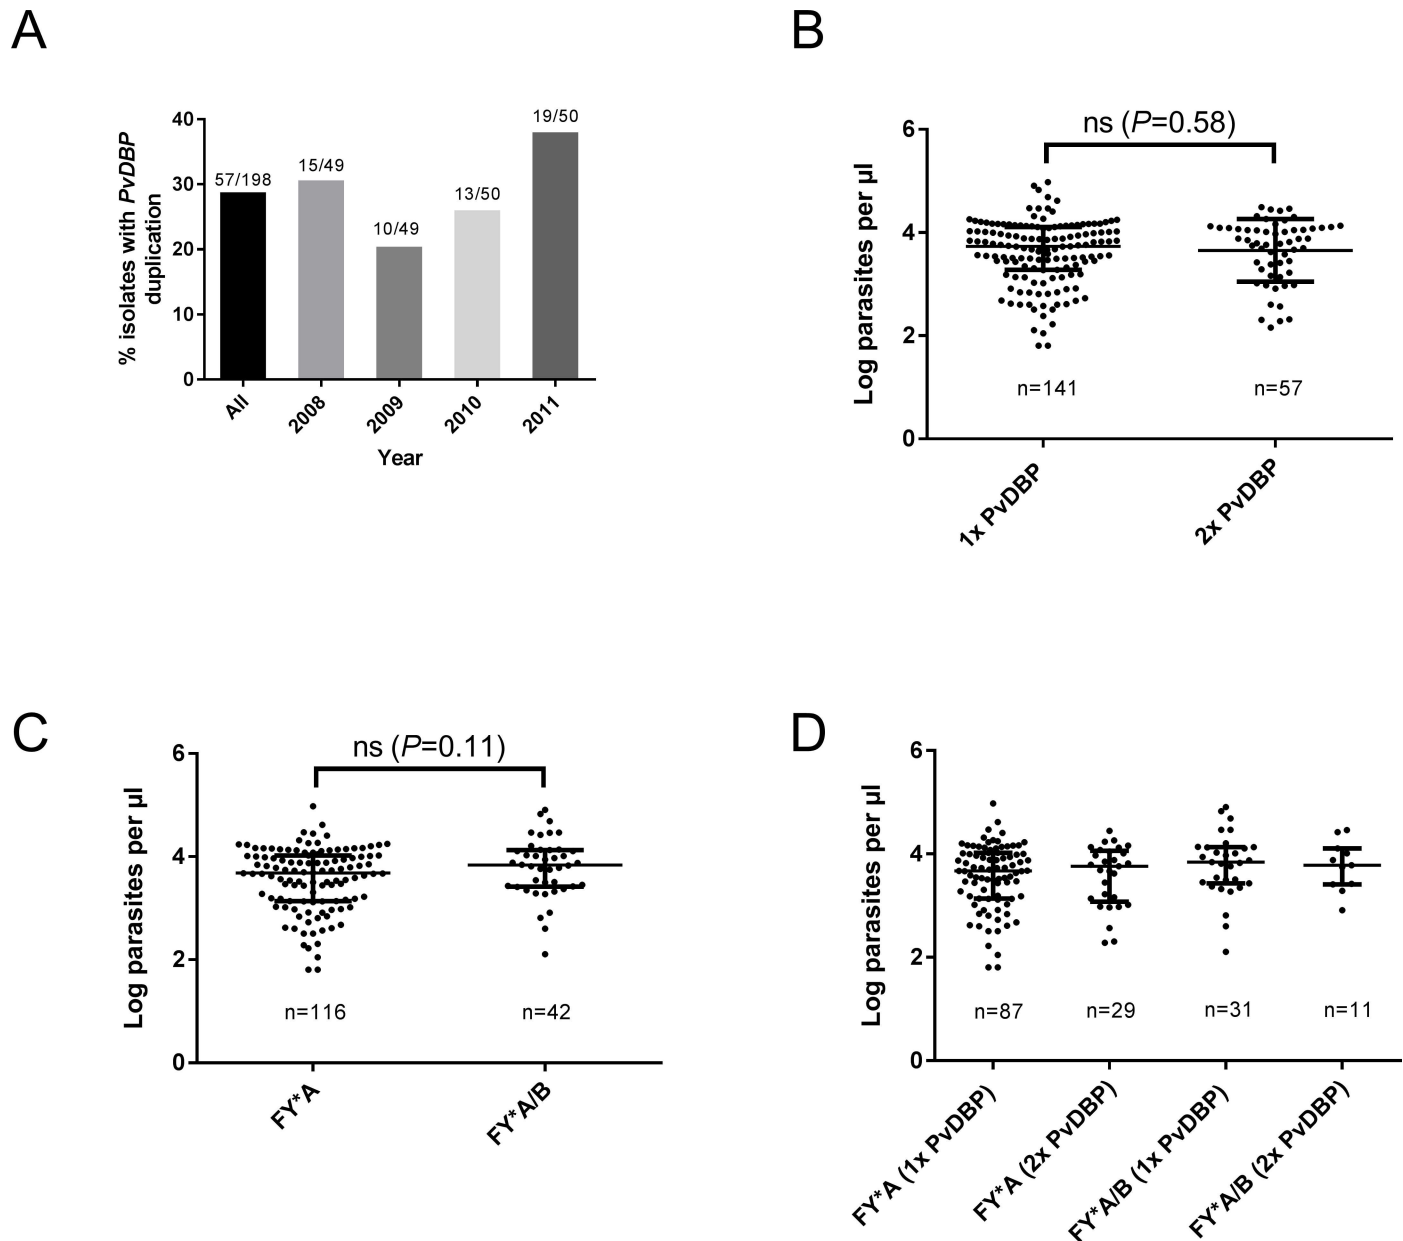 A
% isolates with PvDBP
duplication
40
30
20
10
0
57/198
15/49
10/49
13/50
19/50
All
2008
2009
2010
2011
Year
B
ns (P=0.58)
Log parasites per µl
6
4
2
0
n=141
n=57
1x PvDBP
2x PvDBP
C
ns (P=0.11)
Log parasites per µl
6
4
2
0
n=116
n=42
FY*A
FY*A/B
D
Log parasites per µl
6
4
2
0
n=87
n=29
n=31
n=11
FY*A (1x PvDBP)
FY*A (2x PvDBP)
FY*A/B (1x PvDBP)
FY*A/B (2x PvDBP)